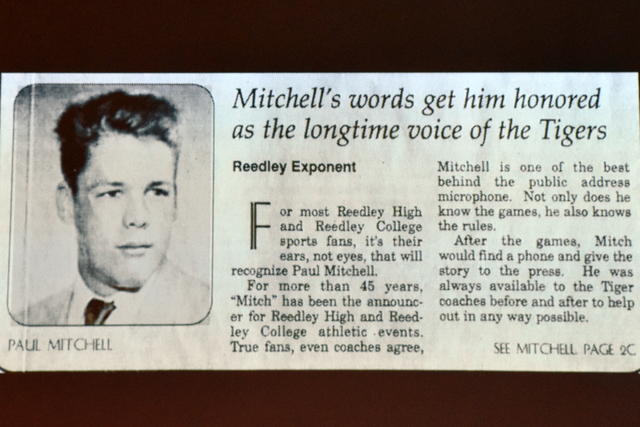 Mitchell's words get him honored
as the longtime voice of the Tigers
Reedley Exponent
For most Reedley High
and Reedley College
sports fans, it's their
ears, not eyes, that will
recognize Paul Mitchell.
For more than 45 years,
"Mitch" has been the announc-
er for Reedley High and Reed-
ley College athletic events.
True fans, even coaches agree,
Mitchell is one of the best
behind the public address
microphone. Not only does he
know the games, he also knows
the rules.
After the games, Mitch
would find a phone and give the
story to the press. He was
always available to the Tiger
coaches before and after to help
out in any way possible.
SEE MITCHELL PAGE 2C
PAUL MITCHELL